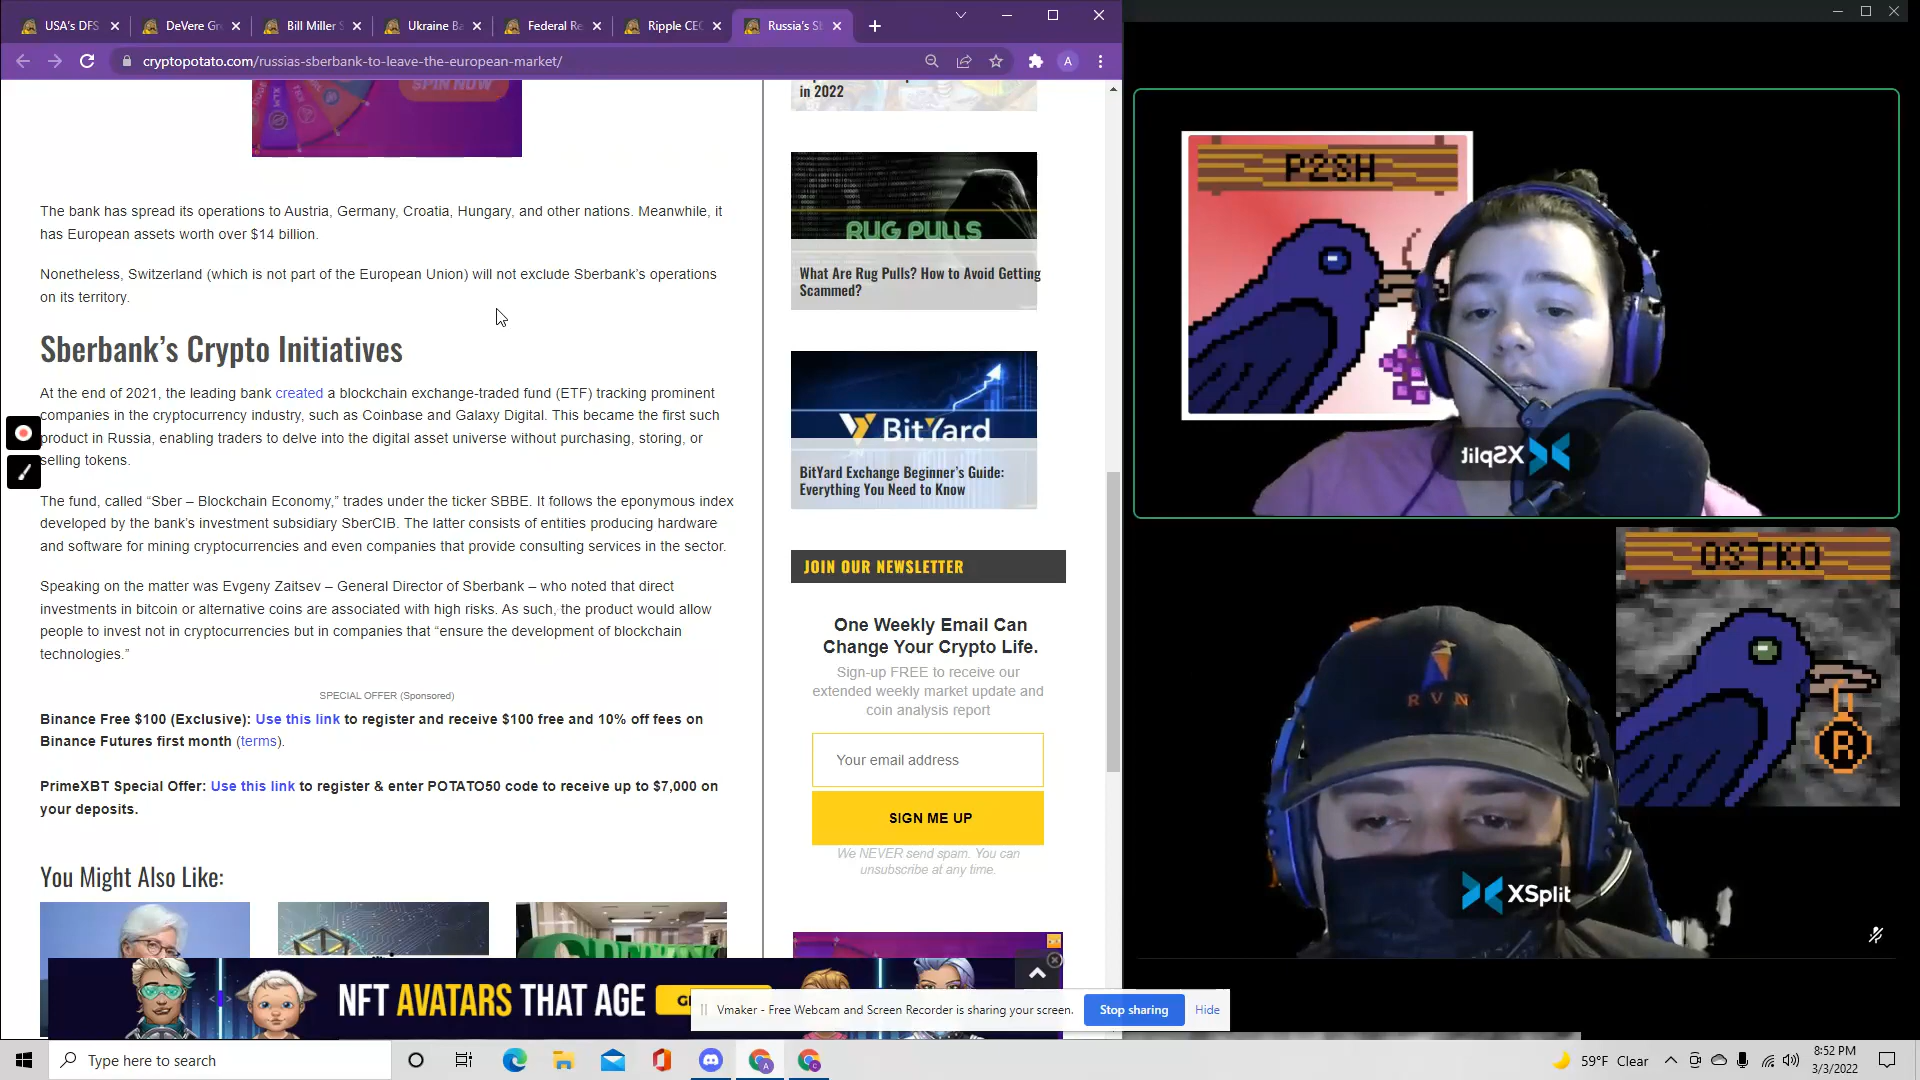 USA's DFS
DeVere Gr
Bill Miller S
Ukraine Ba
Federal Re
Ripple CEO
Russia's Sb
cryptopotato.com/russias-sberbank-to-leave-the-european-market/
A
SPIN NOW
The bank has spread its operations to Austria, Germany, Croatia, Hungary, and other nations. Meanwhile, it
has European assets worth over $14 billion.
Nonetheless, Switzerland (which is not part of the European Union) will not exclude Sberbank's operations
on its territory.
Sberbank's Crypto Initiatives
At the end of 2021, the leading bank created a blockchain exchange-traded fund (ETF) tracking prominent
companies in the cryptocurrency industry, such as Coinbase and Galaxy Digital. This became the first such
product in Russia, enabling traders to delve into the digital asset universe without purchasing, storing, or
selling tokens.
The fund, called “Sber – Blockchain Economy,” trades under the ticker SBBE. It follows the eponymous index
developed by the bank's investment subsidiary SberCIB. The latter consists of entities producing hardware
and software for mining cryptocurrencies and even companies that provide consulting services in the sector.
Speaking on the matter was Evgeny Zaitsev – General Director of Sberbank – who noted that direct
investments in bitcoin or alternative coins are associated with high risks. As such, the product would allow
people to invest not in cryptocurrencies but in companies that “ensure the development of blockchain
technologies.”
SPECIAL OFFER (Sponsored)
Binance Free $100 (Exclusive): Use this link to register and receive $100 free and 10% off fees on
Binance Futures first month (terms).
PrimeXBT Special Offer: Use this link to register & enter POTATO50 code to receive up to $7,000 on
your deposits.
You Might Also Like:
in 2022
RUG PULLS
What Are Rug Pulls? How to Avoid Getting
Scammed?
BitYard
BitYard Exchange Beginner's Guide:
Everything You Need to Know
JOIN OUR NEWSLETTER
One Weekly Email Can
Change Your Crypto Life.
Sign-up FREE to receive our
extended weekly market update and
coin analysis report
Your email address
SIGN ME UP
We NEVER send spam. You can
unsubscribe at any time.
NFT AVATARS THAT AGE
Vmaker - Free Webcam and Screen Recorder is sharing your screen.
Stop sharing
Hide
P2SH
XSplit
OSTKO
R
RVN
XSplit
Type here to search
59°F Clear
8:52 PM
3/3/2022